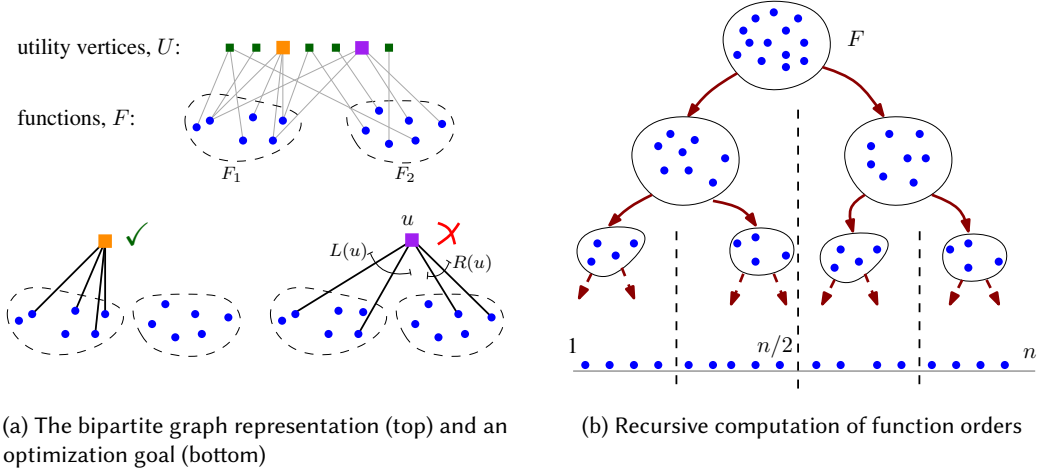 utility vertices, U:
functions, F:
F₁
F₂
u
L(u)
R(u)
(a) The bipartite graph representation (top) and an
optimization goal (bottom)
F
1
n/2
n
(b) Recursive computation of function orders